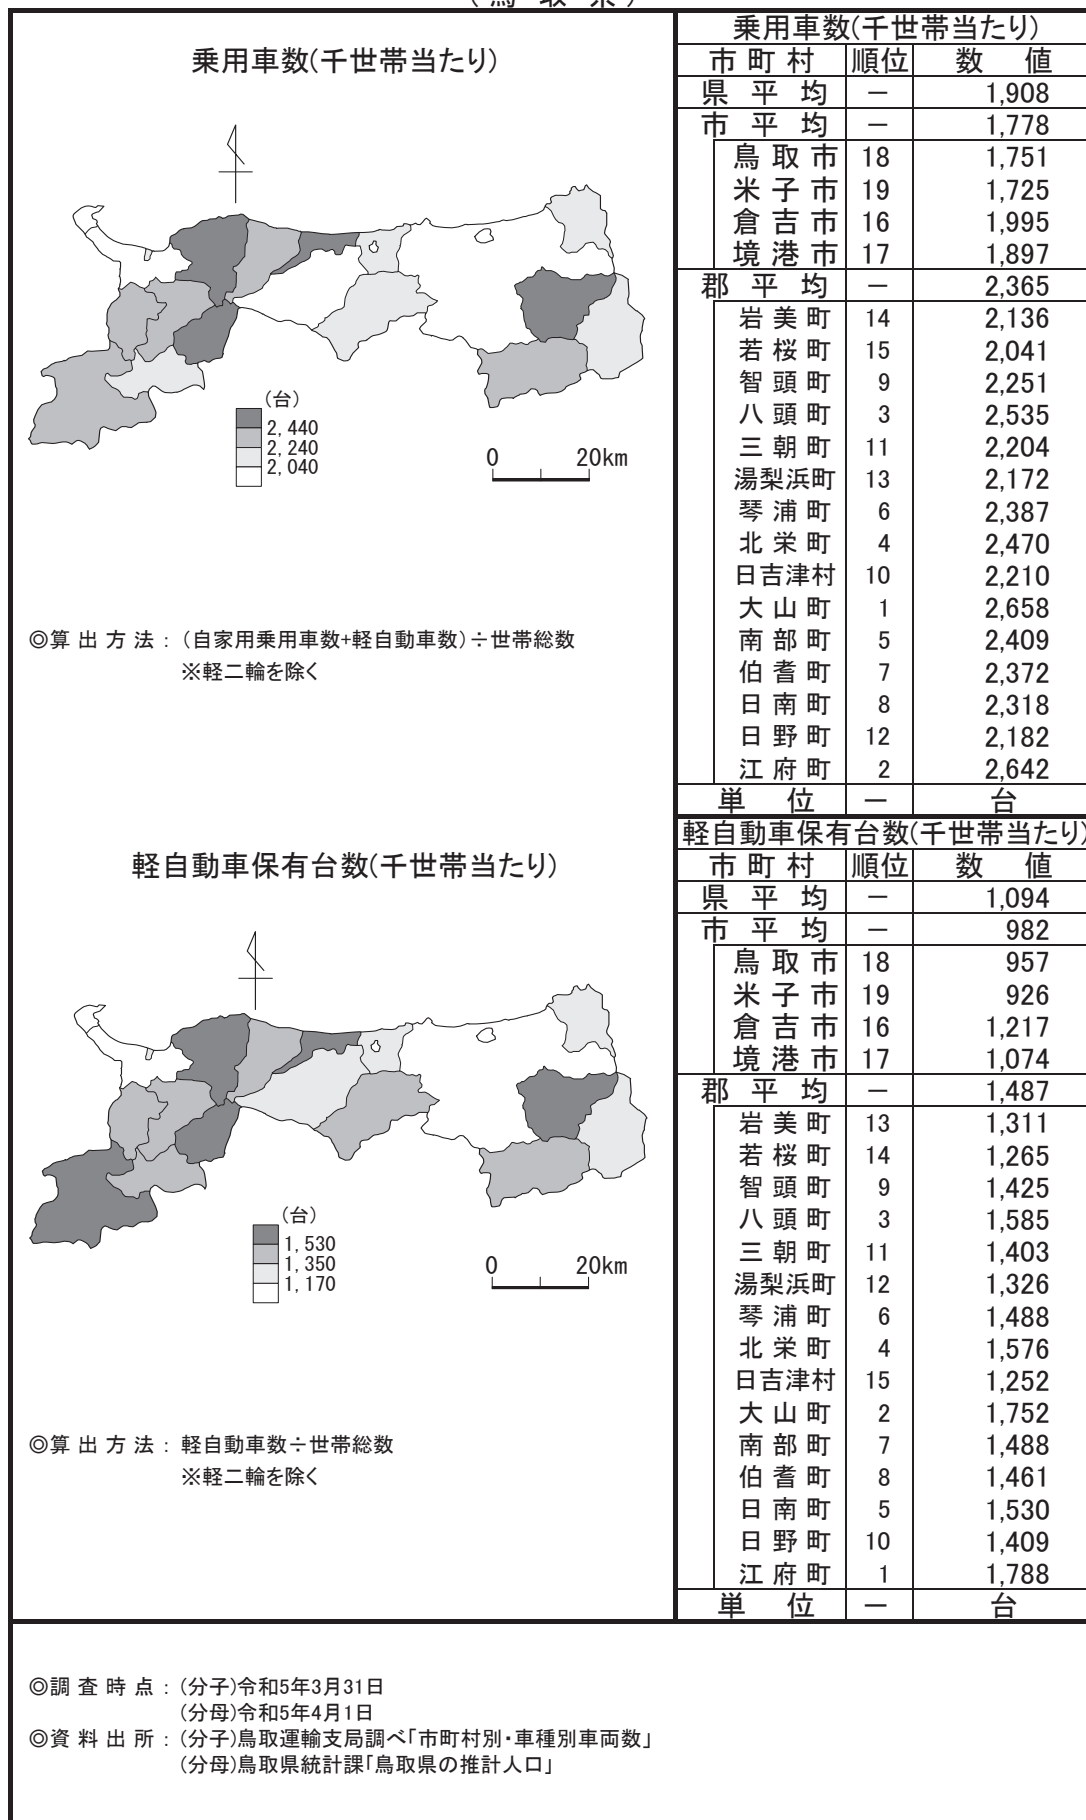 乗用車数(千世帯当たり)
(台)
2,440
2,240
2,040
0 20km
◎算出方法：(自家用乗用車数+軽自動車数)÷世帯総数
※軽二輪を除く
乗用車数(千世帯当たり)
市町村 順位 数値
県平均 － 1,908
市平均 － 1,778
鳥取市 18 1,751
米子市 19 1,725
倉吉市 16 1,995
境港市 17 1,897
郡平均 － 2,365
岩美町 14 2,136
若桜町 15 2,041
智頭町 9 2,251
八頭町 3 2,535
三朝町 11 2,204
湯梨浜町 13 2,172
琴浦町 6 2,387
北栄町 4 2,470
日吉津村 10 2,210
大山町 1 2,658
南部町 5 2,409
伯耆町 7 2,372
日南町 8 2,318
日野町 12 2,182
江府町 2 2,642
単位 － 台
軽自動車保有台数(千世帯当たり)
(台)
1,530
1,350
1,170
0 20km
◎算出方法：軽自動車数÷世帯総数
※軽二輪を除く
軽自動車保有台数(千世帯当たり)
市町村 順位 数値
県平均 － 1,094
市平均 － 982
鳥取市 18 957
米子市 19 926
倉吉市 16 1,217
境港市 17 1,074
郡平均 － 1,487
岩美町 13 1,311
若桜町 14 1,265
智頭町 9 1,425
八頭町 3 1,585
三朝町 11 1,403
湯梨浜町 12 1,326
琴浦町 6 1,488
北栄町 4 1,576
日吉津村 15 1,252
大山町 2 1,752
南部町 7 1,488
伯耆町 8 1,461
日南町 5 1,530
日野町 10 1,409
江府町 1 1,788
単位 － 台
◎調査時点：(分子)令和5年3月31日
(分母)令和5年4月1日
◎資料出所：(分子)鳥取運輸支局調べ「市町村別・車種別車両数」
(分母)鳥取県統計課「鳥取県の推計人口」